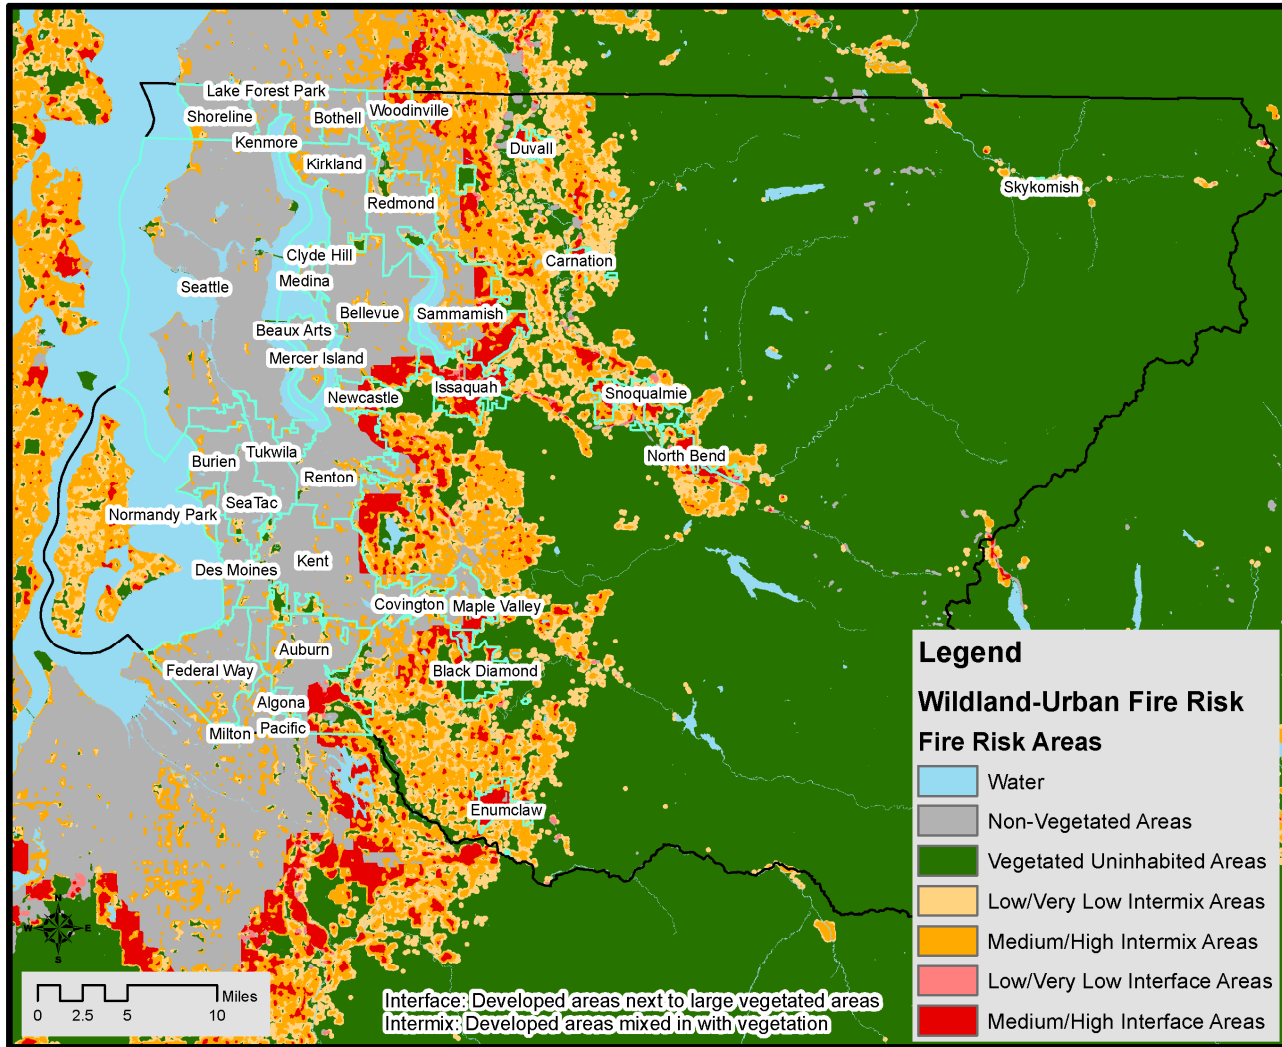 Lake Forest Park
Shoreline
Bothell
Woodinville
Kenmore
Duvall
Kirkland
Skykomish
Redmond
Clyde Hill
Carnation
Medina
Seattle
Bellevue
Sammamish
Beaux Arts
Mercer Island
Issaquah
Snoqualmie
Newcastle
Tukwila
North Bend
Burien
Renton
SeaTac
Normandy Park
Kent
Des Moines
Covington
Maple Valley
Auburn
Federal Way
Black Diamond
Algona
Milton
Pacific
Enumclaw
Legend
Wildland-Urban Fire Risk
Fire Risk Areas
Water
Non-Vegetated Areas
Vegetated Uninhabited Areas
Low/Very Low Intermix Areas
Medium/High Intermix Areas
Low/Very Low Interface Areas
Medium/High Interface Areas
N
W
E
S
Miles
0 2.5 5 10
Interface: Developed areas next to large vegetated areas
Intermix: Developed areas mixed in with vegetation